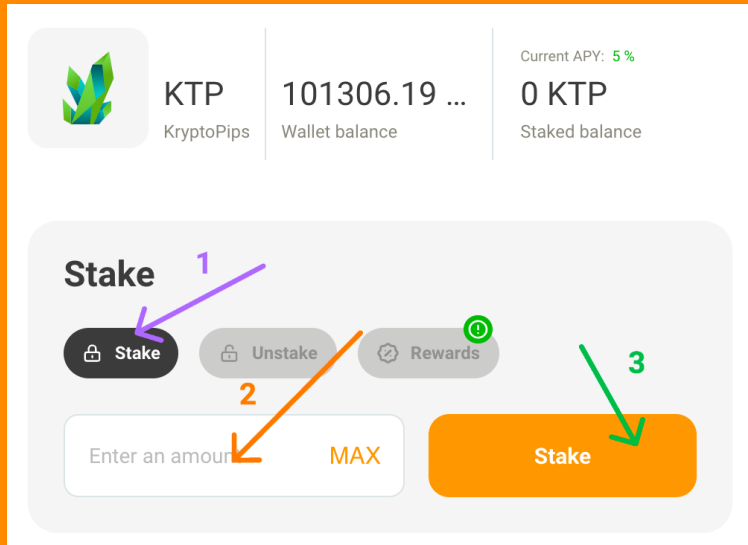 Current APY: 5 %
KTP
101306.19 ...
0 KTP
KryptoPips
Wallet balance
Staked balance
Stake
1
Stake
Unstake
Rewards
2
3
Enter an amoun
MAX
Stake